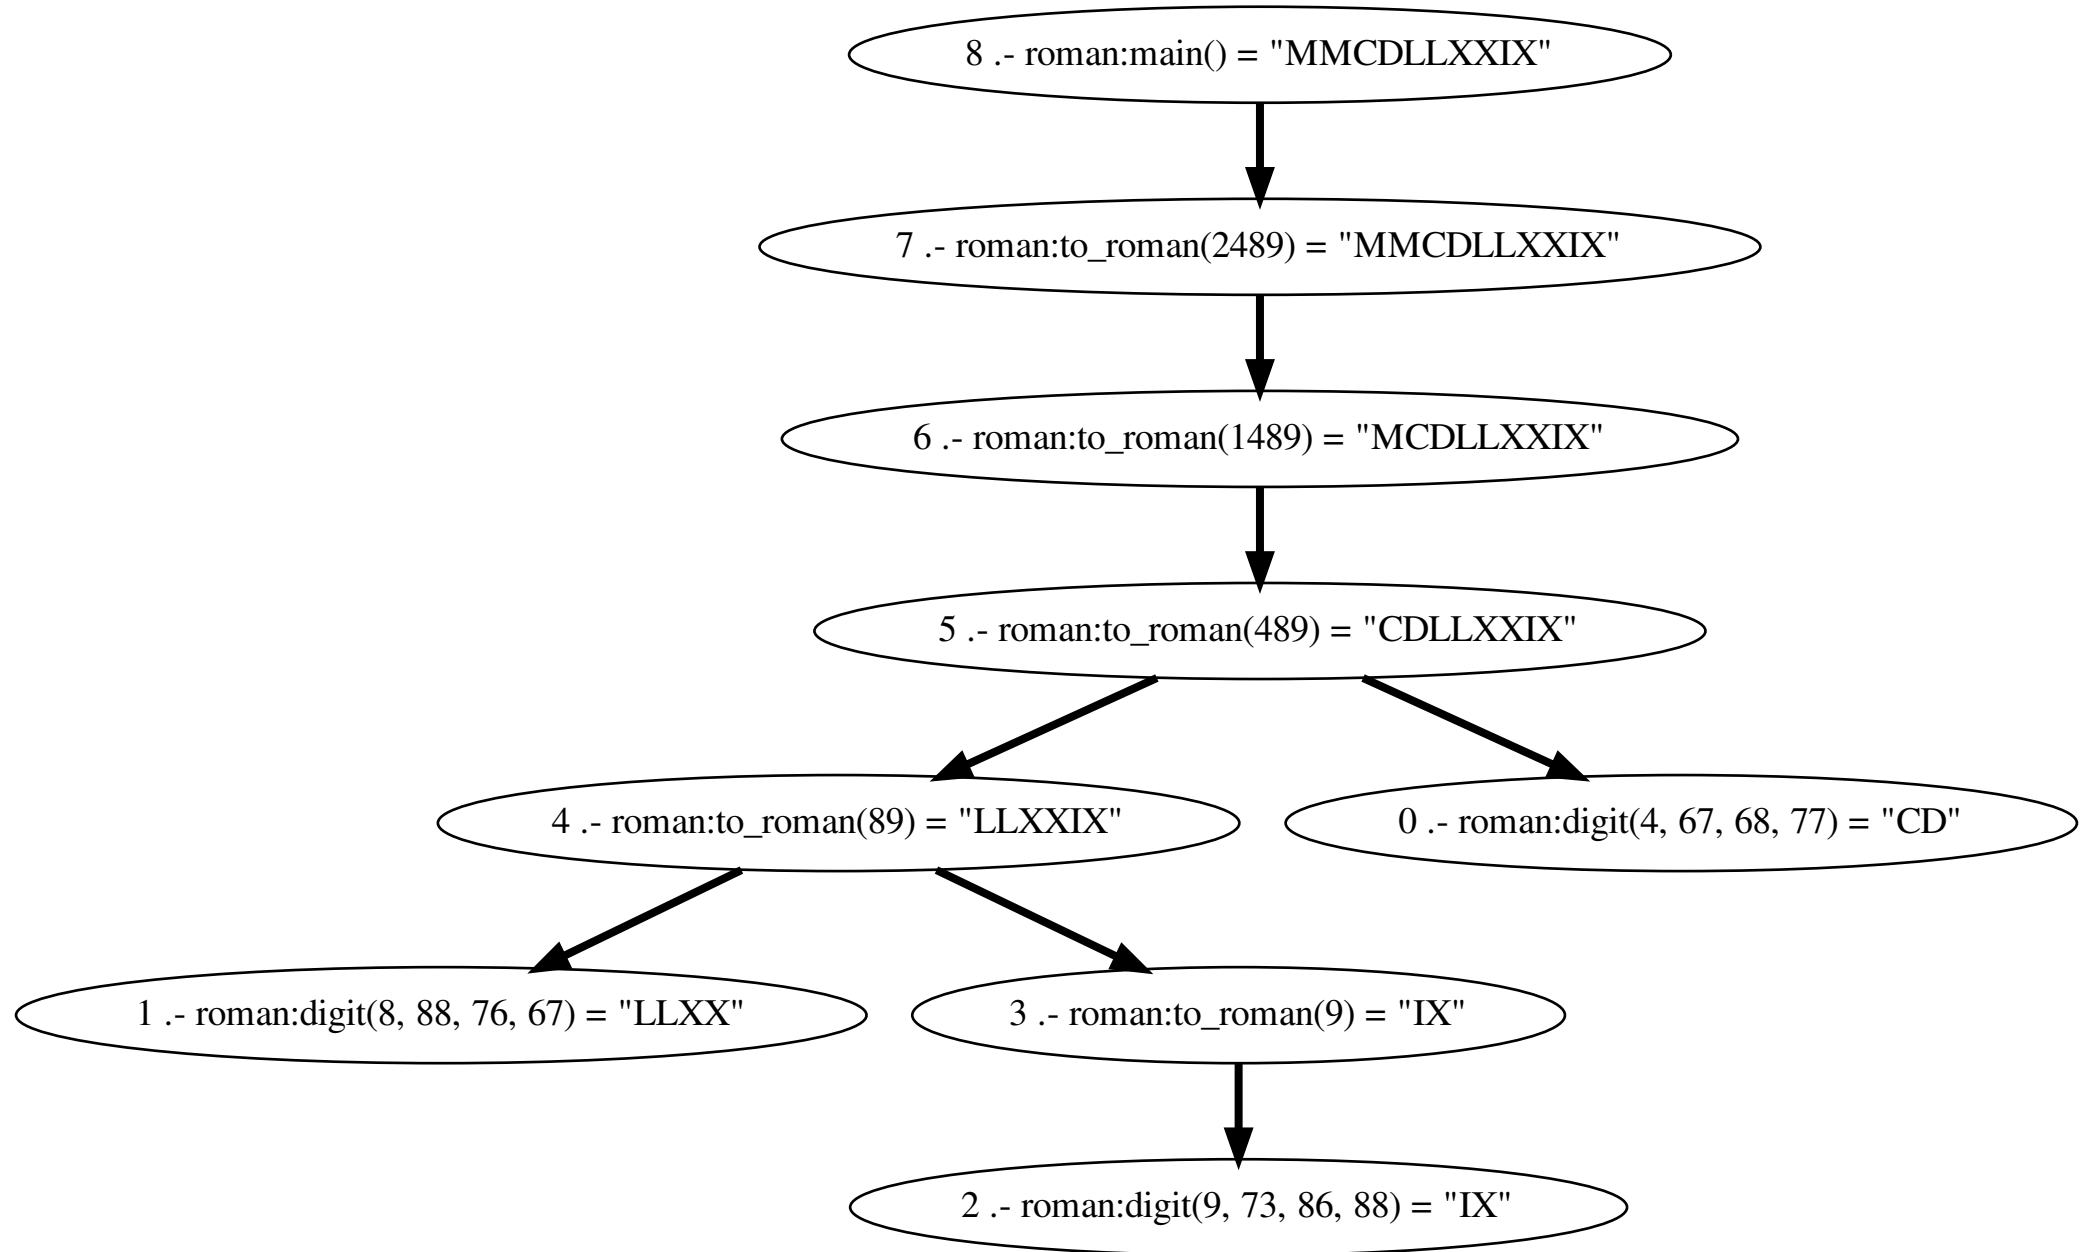 8 .- roman:main() = "MMCDLLXXIX"
7 .- roman:to_roman(2489) = "MMCDLLXXIX"
6 .- roman:to_roman(1489) = "MCDLLXXIX"
5 .- roman:to_roman(489) = "CDLLXXIX"
4 .- roman:to_roman(89) = "LLXXIX"
0 .- roman:digit(4, 67, 68, 77) = "CD"
1 .- roman:digit(8, 88, 76, 67) = "LLXX"
3 .- roman:to_roman(9) = "IX"
2 .- roman:digit(9, 73, 86, 88) = "IX"